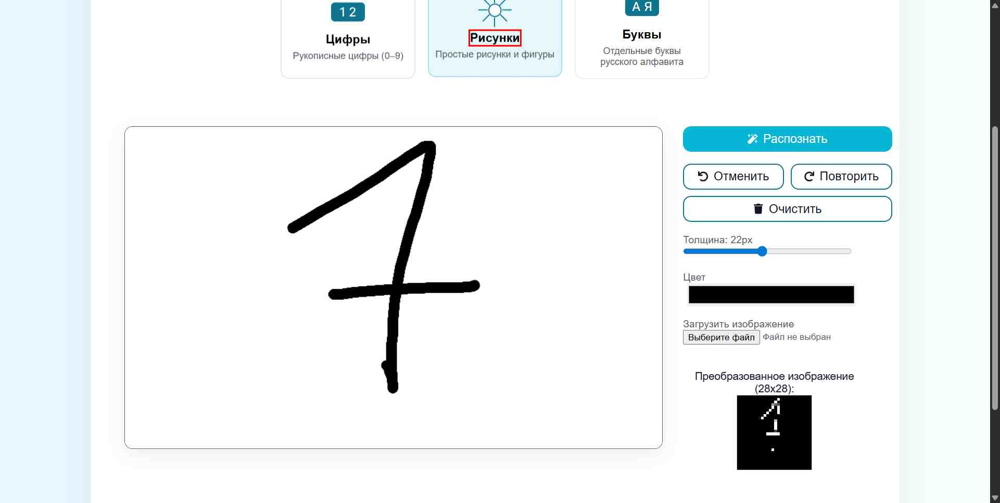 1 2
Цифры
Рукописные цифры (0–9)
Рисунки
Простые рисунки и фигуры
А Я
Буквы
Отдельные буквы
русского алфавита
7
Распознать
Отменить
Повторить
Очистить
Толщина: 22px
Цвет
Загрузить изображение
Выберите файл Файл не выбран
Преобразованное изображение
(28x28):